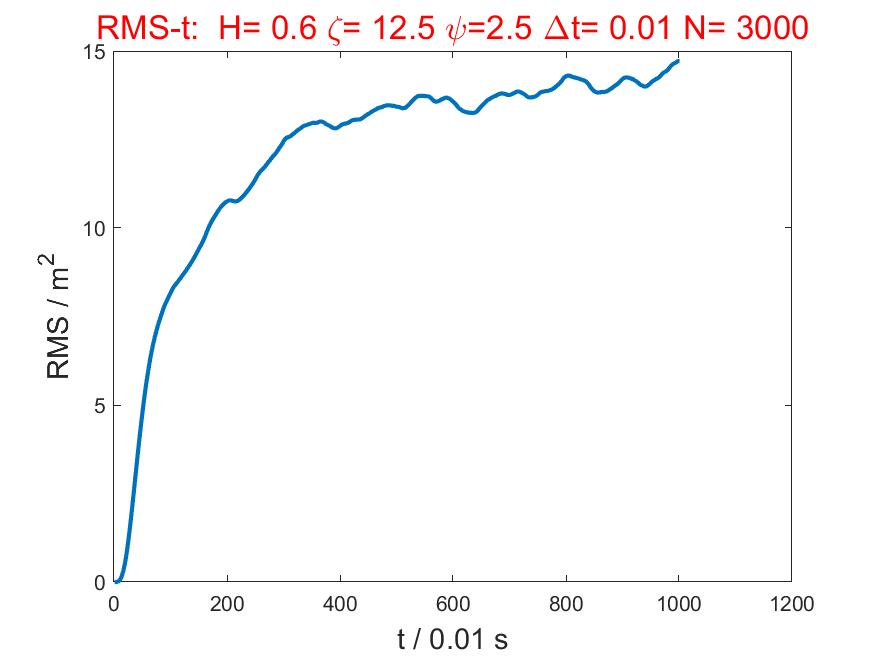 RMS-t:  H= 0.6 ζ= 12.5 ψ=2.5 Δt= 0.01 N= 3000
15
10
5
0
RMS / m²
0 200 400 600 800 1000 1200
t / 0.01 s